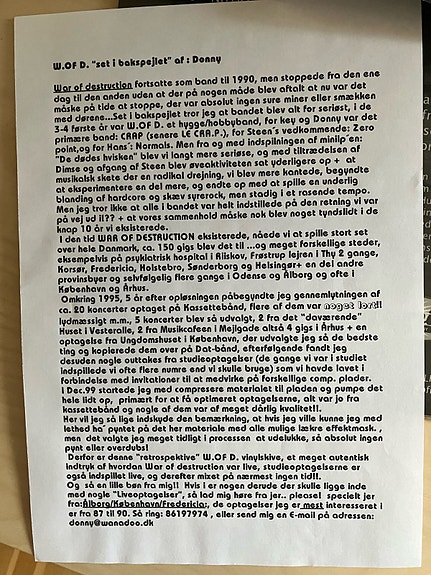 W.OF D. "set i bakspejlet" af : Donny
War of destruction fortsatte som band til 1990, men stoppede fra den ene
dag til den anden uden at der på nogen måde blev aftalt at nu var det
måske på tide at stoppe, der var absolut ingen sure miner eller smækken
med dørene...Set i bakspejlet tror jeg at bandet blev alt for seriøst, i de
3-4 første år var W.OF D. et hygge/hobbyband, for key og Donny var det
primære band: CRAP (senere LE CRA.P.), for Steen´s vedkommende: Zero
point,og for Hans´: Normals. Men fra og med indspilningen af minilp'en:
"De dødes hvisken" blev vi langt mere seriøse, og med tiltrædelsen af
Dimse og afgang af Steen blev øveaktiviteten sat yderligere op + at
musikalsk skete der en radikal drejning, vi blev mere kantede, begyndte
at eksperimentere en del mere, og endte op med at spille en underlig
blanding af hardcore og skæv syrerock, men stadig i et rasende tempo.
Men jeg tror ikke at alle i bandet var helt indstillede på den retning vi var
på vej ud i!?? + at vores sammenhold måske nok blev noget tyndslidt i de
knap 10 år vi eksisterede.
I den tid WAR OF DESTRUCTION eksisterede, nåede vi at spille stort set
over hele Danmark, ca. 150 gigs blev det til ...og meget forskellige steder,
eksempelvis på psykiatrisk hospital i Riiskov, Frøstrup lejren i Thy 2 gange,
Korsør, Fredericia, Holstebro, Sønderborg og Helsingør+ en del andre
provinsbyer og selvfølgelig flere gange i Odense og Ålborg og ofte i
København og Århus.
Omkring 1995, 5 år efter opløsningen påbegyndte jeg gennemlytningen af
ca. 20 koncerter optaget på Kassettebånd, flere af dem var noget lort!!
lydmæssigt m.m., 5 koncerter blev så udvalgt, 2 fra det "daværende"
Huset i Vesteralle, 2 fra Musikcafeen i Mejlgade altså 4 gigs i Århus + en
optagelse fra Ungdomshuset i København, der udvalgte jeg så de bedste
ting og kopierede dem over på Dat-bånd, efterfølgende fandt jeg
desuden nogle outtakes fra studieoptagelser (de gange vi var i studiet
indspillede vi ofte flere numre end vi skulle bruge) som vi havde lavet i
forbindelse med invitationer til at medvirke på forskellige comp. plader.
I Dec.99 startede jeg med compresere materialet til pladen og pumpe det
hele lidt op, primært for at få optimeret optagelserne, alt var jo fra
kassettebånd og nogle af dem var af meget dårlig kvalitet!!.
Her vil jeg så lige indskyde den bemærkning, at hvis jeg ville kunne jeg med
lethed ha' pyntet på det her materiale med alle mulige lækre effektmask. ,
men det valgte jeg meget tidligt i processen at udelukke, så absolut ingen
pynt eller overdubs!
Derfor er denne "retrospektive" W.OF D. vinylskive, et meget autentisk
indtryk af hvordan War of destruction var live, studieoptagelserne er
også indspillet live, og derefter mixet på nærmest ingen tid!!.
Og så en lille bøn fra mig!! Hvis I er nogen derude der skulle ligge inde
med nogle "Liveoptagelser", så lad mig høre fra jer.. please! specielt jer
fra:Ålborg/København/Fredericia:, de optagelser jeg er mest interesseret i
er fra 87 til 90. Så ring: 86197974 , eller send mig en E-mail på adressen:
donny@wanadoo.dk